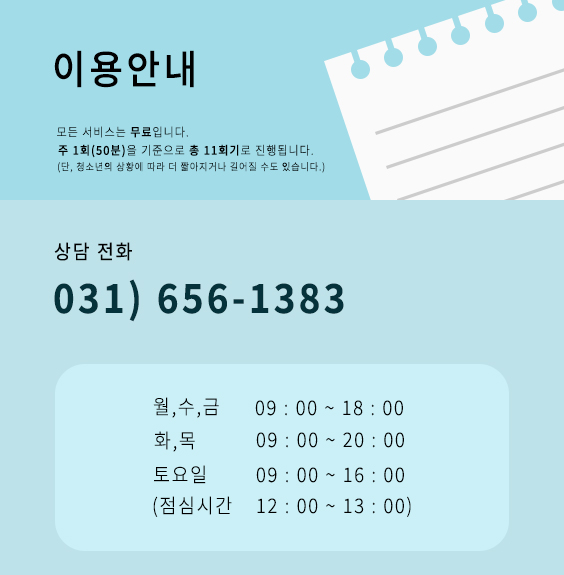 이용안내
모든 서비스는 무료입니다.
주 1회(50분)을 기준으로 총 11회기로 진행됩니다.
(단, 청소년의 상황에 따라 더 짧아지거나 길어질 수도 있습니다.)
상담 전화
031) 656-1383
월,수,금 09 : 00 ~ 18 : 00
화,목 09 : 00 ~ 20 : 00
토요일 09 : 00 ~ 16 : 00
(점심시간 12 : 00 ~ 13 : 00)